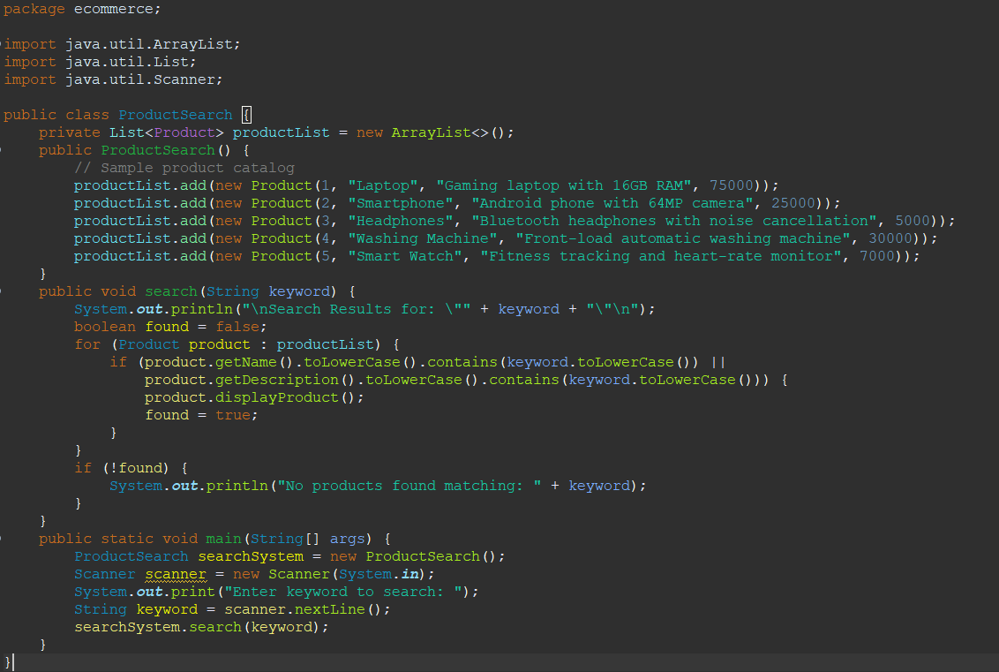 package ecommerce;
import java.util.ArrayList;
import java.util.List;
import java.util.Scanner;
public class ProductSearch {
    private List<Product> productList = new ArrayList<>();
    public ProductSearch() {
        // Sample product catalog
        productList.add(new Product(1, "Laptop", "Gaming laptop with 16GB RAM", 75000));
        productList.add(new Product(2, "Smartphone", "Android phone with 64MP camera", 25000));
        productList.add(new Product(3, "Headphones", "Bluetooth headphones with noise cancellation", 5000));
        productList.add(new Product(4, "Washing Machine", "Front-load automatic washing machine", 30000));
        productList.add(new Product(5, "Smart Watch", "Fitness tracking and heart-rate monitor", 7000));
    }
    public void search(String keyword) {
        System.out.println("\nSearch Results for: \"" + keyword + "\"\n");
        boolean found = false;
        for (Product product : productList) {
            if (product.getName().toLowerCase().contains(keyword.toLowerCase()) ||
                product.getDescription().toLowerCase().contains(keyword.toLowerCase())) {
                product.displayProduct();
                found = true;
            }
        }
        if (!found) {
            System.out.println("No products found matching: " + keyword);
        }
    }
    public static void main(String[] args) {
        ProductSearch searchSystem = new ProductSearch();
        Scanner scanner = new Scanner(System.in);
        System.out.print("Enter keyword to search: ");
        String keyword = scanner.nextLine();
        searchSystem.search(keyword);
    }
}